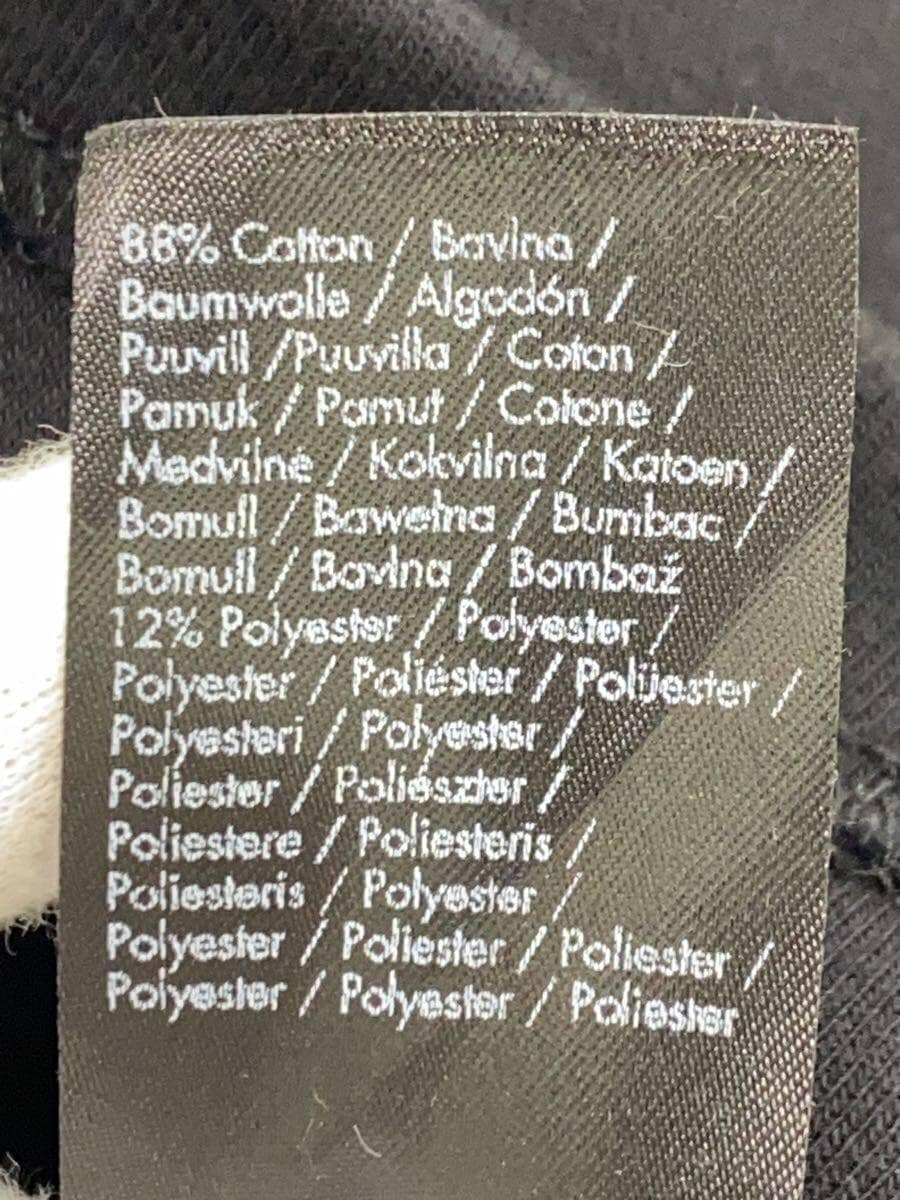 88% Cotton / Bavlna /
Baumwolle / Algodón /
Puuvill /Puuvilla / Coton /
Pamuk / Pamut / Cotone /
Medvilnė / Kokvilna / Katoen /
Bomull / Bawełna / Bumbac /
Bomull / Bavlna / Bombaž
12% Polyester / Polyester /
Polyester / Poliéster / Polüester /
Polyesteri / Polyester /
Poliester / Poliészter /
Poliestere / Poliesteris /
Poliesteris / Polyester /
Polyester / Poliester / Poliester /
Polyester / Polyester / Poliester